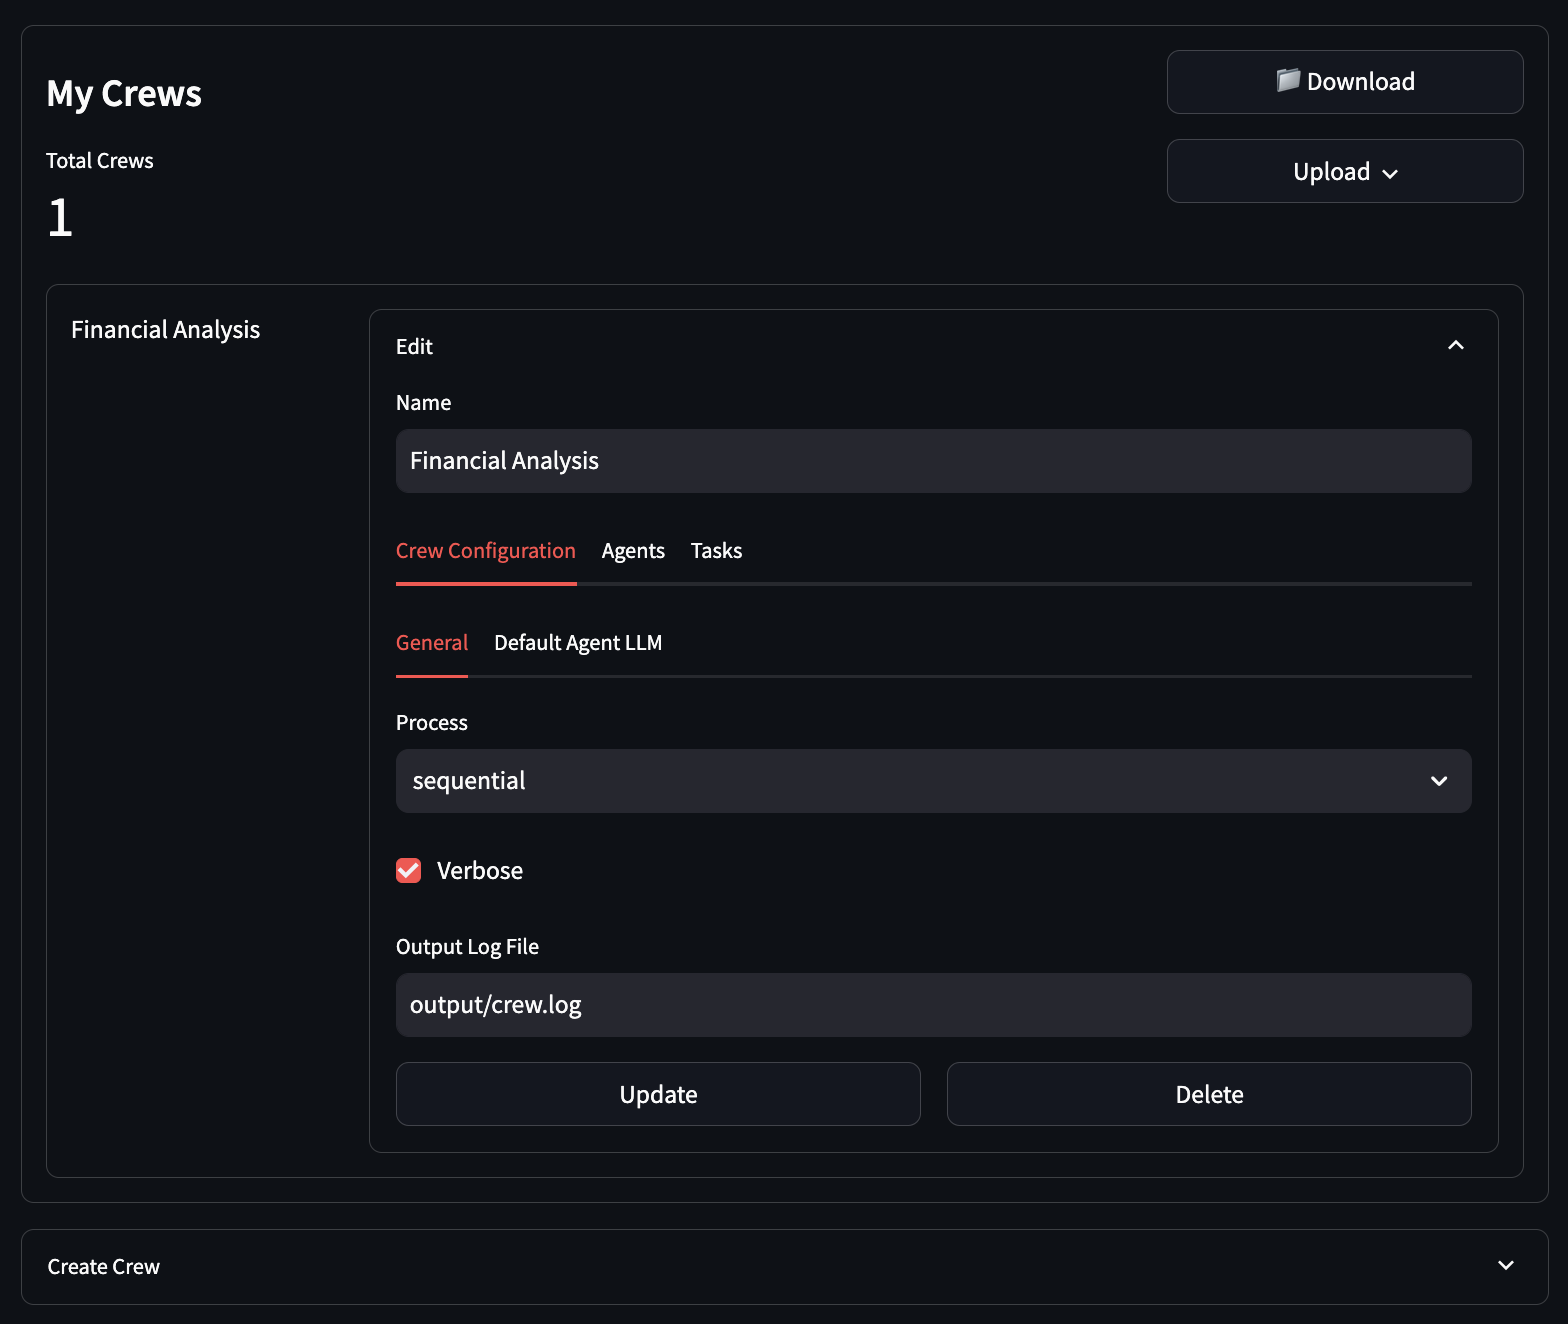 My Crews
Download
Total Crews
Upload
1
Financial Analysis
Edit
Name
Financial Analysis
Crew Configuration Agents Tasks
General Default Agent LLM
Process
sequential
Verbose
Output Log File
output/crew.log
Update Delete
Create Crew